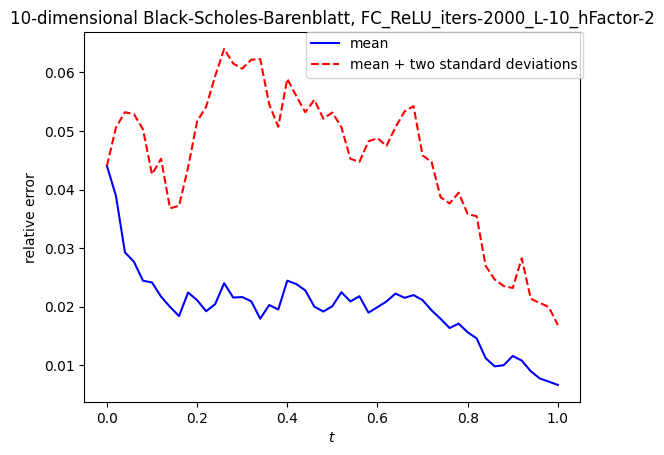 10-dimensional Black-Scholes-Barenblatt, FC_ReLU_iters-2000_L-10_hFactor-2
mean
mean + two standard deviations
relative error
0.06
0.05
0.04
0.03
0.02
0.01
0.0 0.2 0.4 0.6 0.8 1.0
t